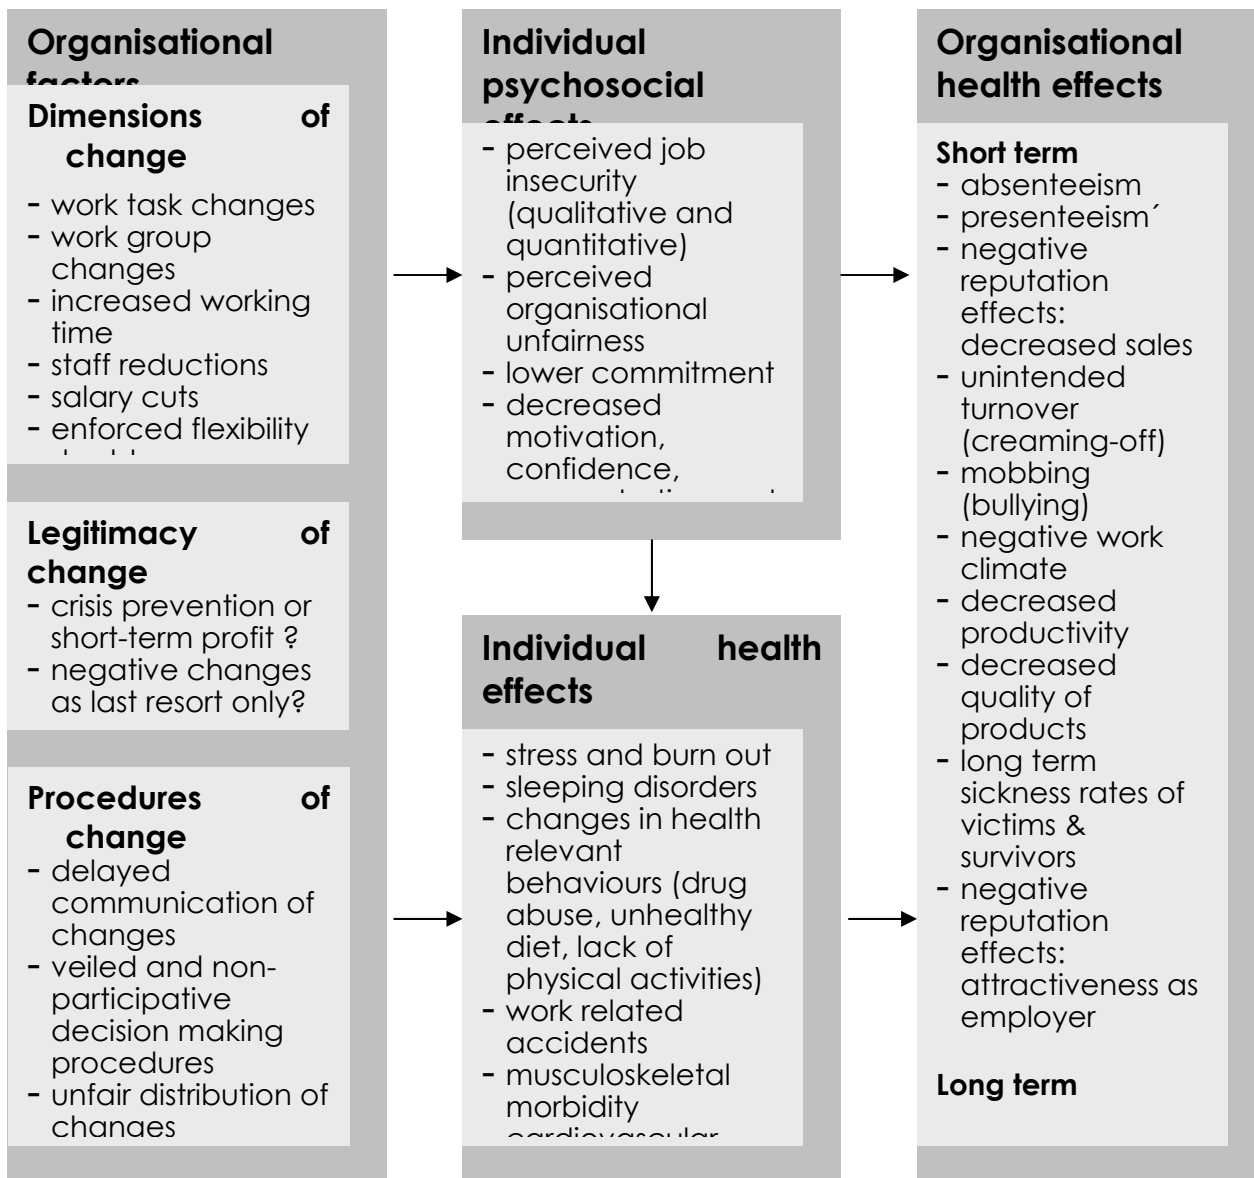 Organisational
factors
Dimensions of
change
- work task changes
- work group
changes
- increased working
time
- staff reductions
- salary cuts
- enforced flexibility
Legitimacy of
change
- crisis prevention or
short-term profit ?
- negative changes
as last resort only?
Procedures of
change
- delayed
communication of
changes
- veiled and non-
participative
decision making
procedures
- unfair distribution of
changes
Individual
psychosocial
effects
- perceived job
insecurity
(qualitative and
quantitative)
- perceived
organisational
unfairness
- lower commitment
- decreased
motivation,
confidence,
Individual health
effects
- stress and burn out
- sleeping disorders
- changes in health
relevant
behaviours (drug
abuse, unhealthy
diet, lack of
physical activities)
- work related
accidents
- musculoskeletal
morbidity
cardiovascular
Organisational
health effects
Short term
- absenteeism
- presenteeism´
- negative
reputation
effects:
decreased sales
- unintended
turnover
(creaming-off)
- mobbing
(bullying)
- negative work
climate
- decreased
productivity
- decreased
quality of
products
- long term
sickness rates of
victims &
survivors
- negative
reputation
effects:
attractiveness as
employer
Long term